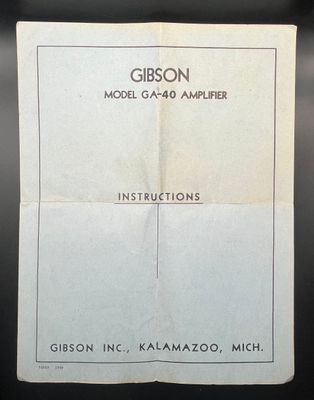 GIBSON
MODEL GA-40 AMPLIFIER
INSTRUCTIONS
GIBSON INC., KALAMAZOO, MICH.